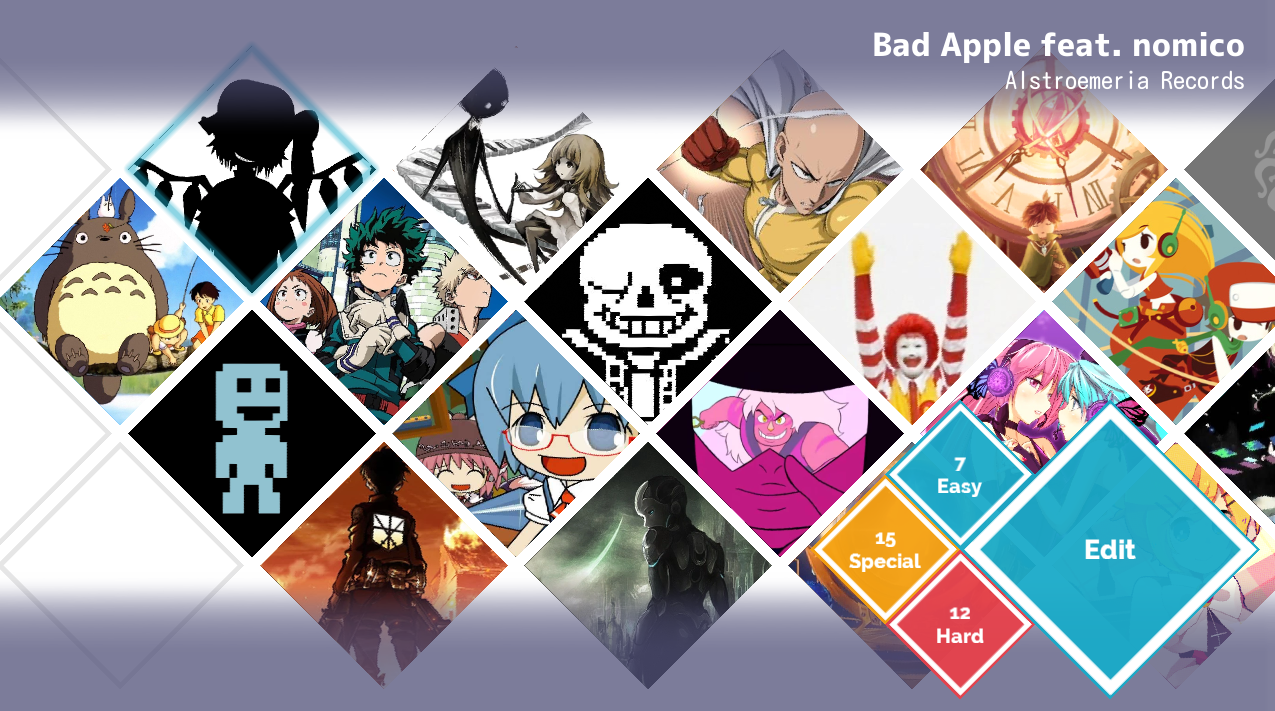 Bad Apple feat. nomico
Alstroemeria Records
7
Easy
15
Special
Edit
12
Hard